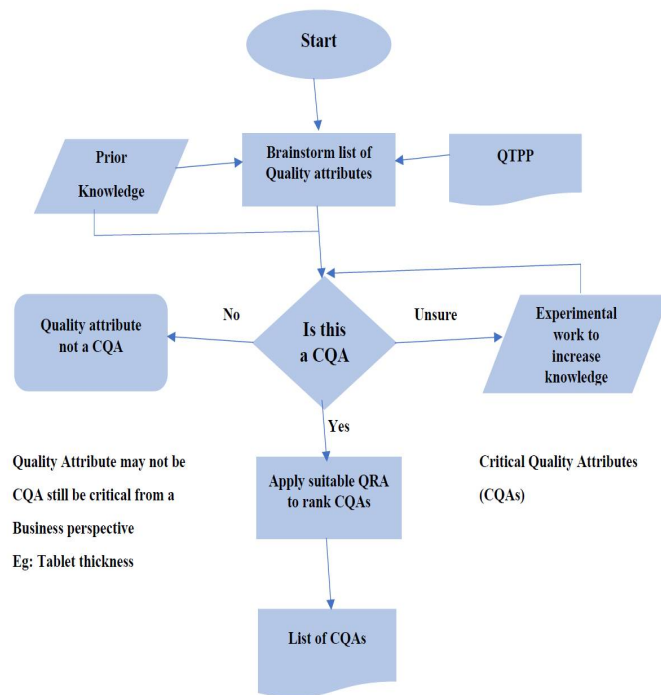 Start
Prior
Knowledge
Brainstorm list of
Quality attributes
QTPP
No
Is this
a CQA
Unsure
Quality attribute
not a CQA
Experimental
work to
increase
knowledge
Yes
Quality Attribute may not be
CQA still be critical from a
Business perspective
Eg: Tablet thickness
Apply suitable QRA
to rank CQAs
Critical Quality Attributes
(CQAs)
List of CQAs